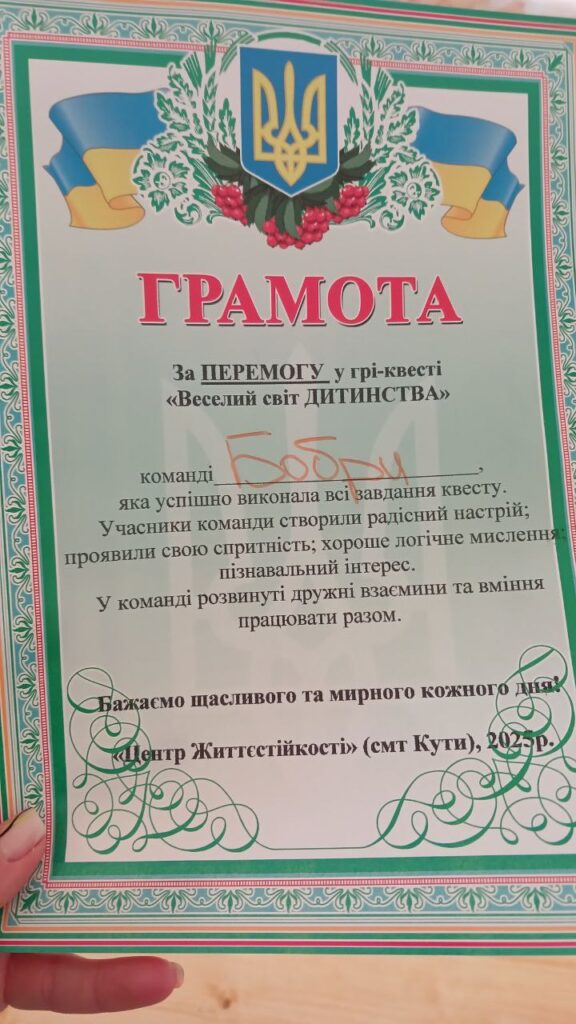 ГРАМОТА
За ПЕРЕМОГУ у грі-квесті
«Веселий світ ДИТИНСТВА»
команді Бобри,
яка успішно виконала всі завдання квесту.
Учасники команди створили радісний настрій;
проявили свою спритність; хороше логічне мислення;
пізнавальний інтерес.
У команді розвинуті дружні взаємини та вміння
працювати разом.
Бажаємо щасливого та мирного кожного дня!
«Центр Життєстійкості» (смт Кути), 2025р.